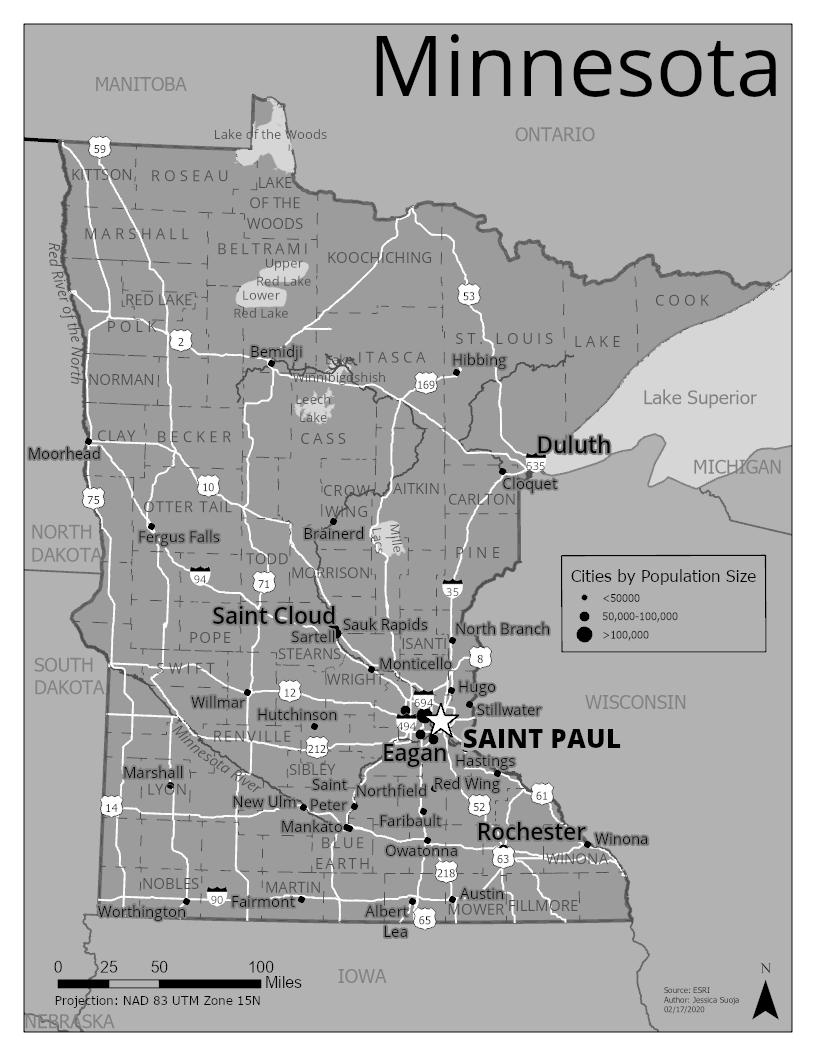 Minnesota
MANITOBA
ONTARIO
Lake of the Woods
59
KITTSON
ROSEAU
LAKE
OF THE
WOODS
MARSHALL
BELTRAMI
KOOCHICHING
Upper
Red Lake
Lower
Red Lake
Red River of the North
RED LAKE
53
COOK
POLK
2
ST. LOUIS
LAKE
Bemidji
Lake
Winnibigoshish
ITASCA
Hibbing
169
NORMAN
Leech
Lake
Lake Superior
CLAY
BECKER
CASS
Moorhead
Duluth
535
MICHIGAN
Cloquet
75
10
OTTER TAIL
CROW
WING
AITKIN
CARLTON
NORTH
DAKOTA
Fergus Falls
Brainerd
Mille
Lacs
PINE
TODD
94
71
MORRISON
35
Cities by Population Size
<50000
50,000-100,000
>100,000
Saint Cloud
Sauk Rapids
Sartell
North Branch
POPE
STEARNS
ISANTI
8
SOUTH
DAKOTA
SWIFT
WRIGHT
Monticello
12
Willmar
Hugo
694
WISCONSIN
Stillwater
Hutchinson
494
SAINT PAUL
RENVILLE
212
Eagan
Minnesota River
Hastings
SIBLEY
Marshall
LYON
Saint
Peter
Northfield
Red Wing
61
14
New Ulm
52
Mankato
Faribault
Rochester
Winona
BLUE
EARTH
Owatonna
63
WINONA
218
NOBLES
90
MARTIN
Fairmont
Austin
Worthington
Albert
Lea
65
MOWER
FILLMORE
0 25 50 100
Miles
Projection: NAD 83 UTM Zone 15N
IOWA
NEBRASKA
N
Source: ESRI
Author: Jessica Suoja
02/17/2020